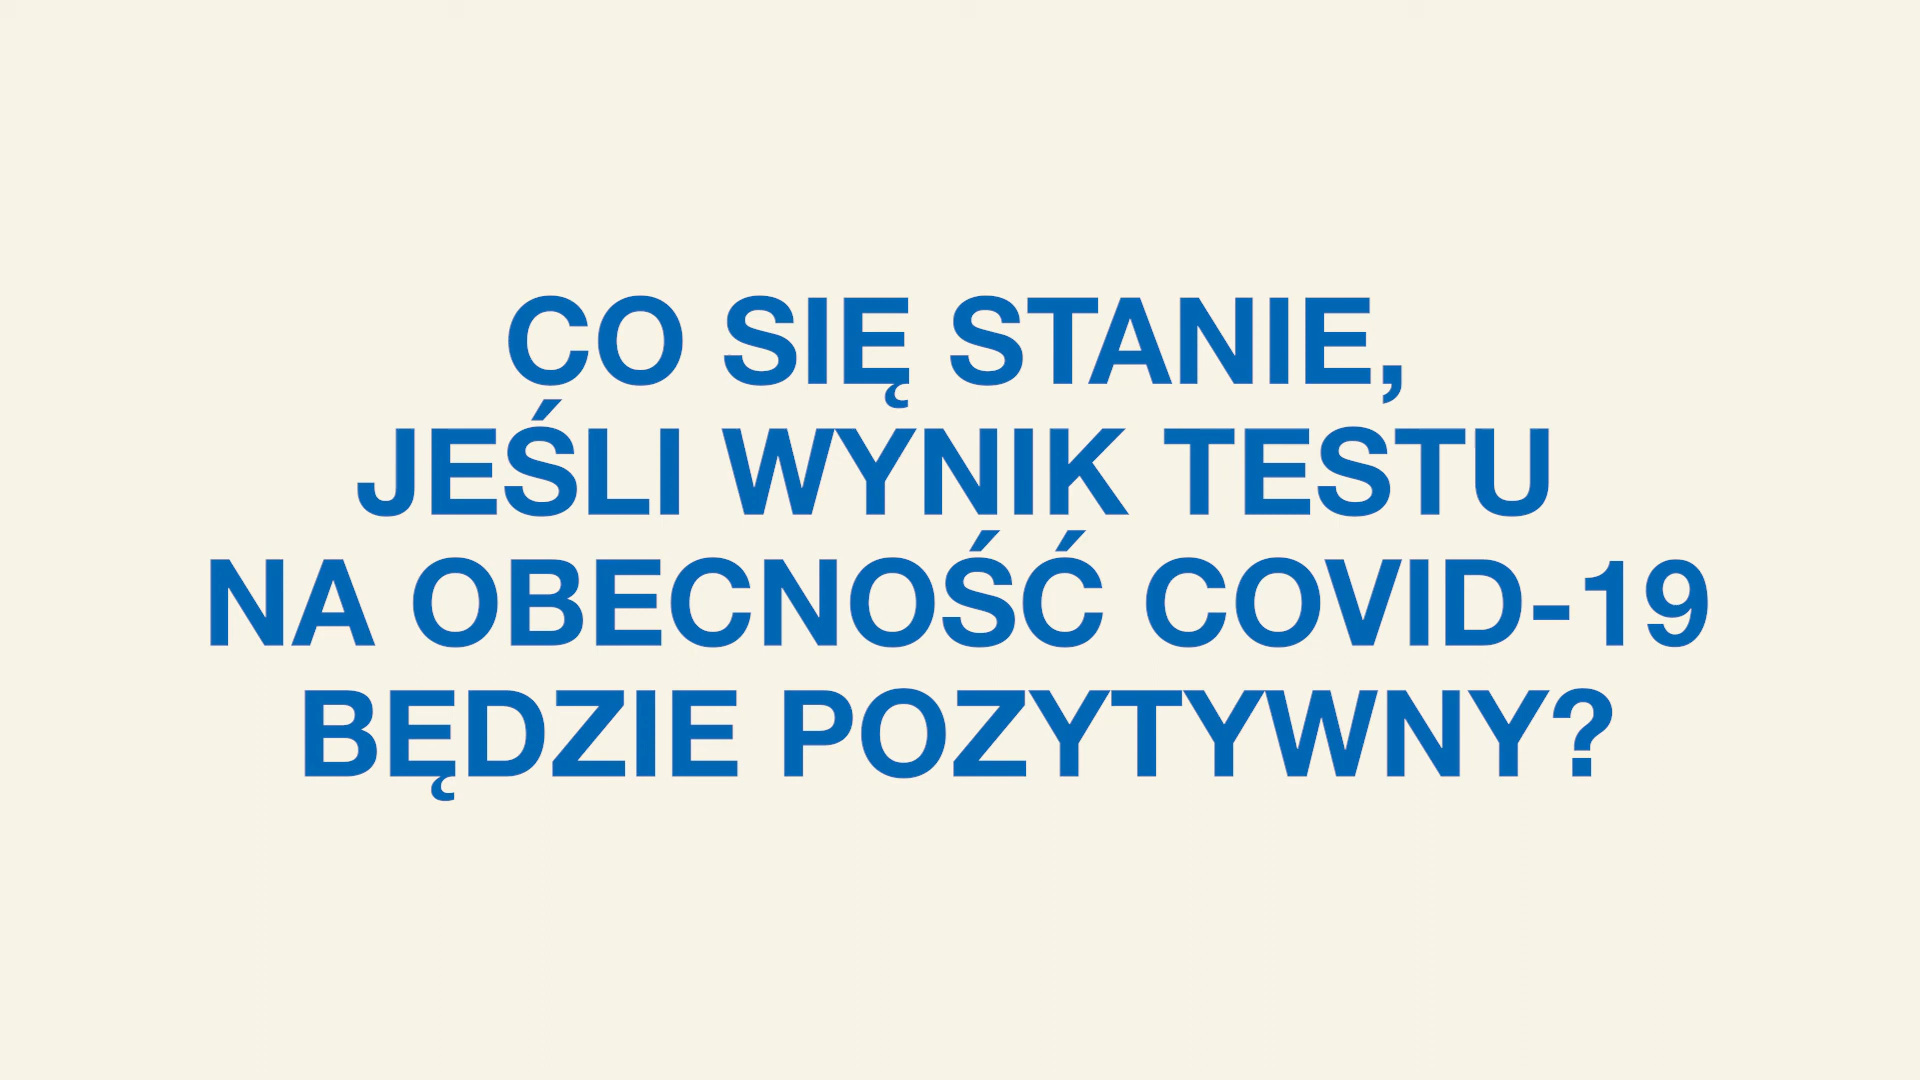 CO SIĘ STANIE,
JEŚLI WYNIK TESTU
NA OBECNOŚĆ COVID-19
BĘDZIE POZYTYWNY?